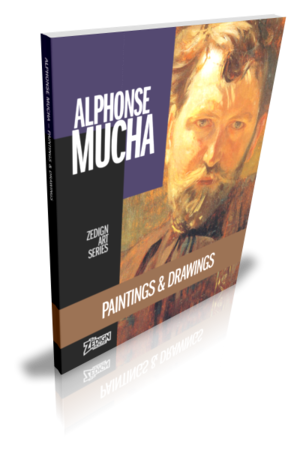 ALPHONSE MUCHA - PAINTINGS & DRAWINGS
ALPHONSE
MUCHA
ZEDIGN
ART
SERIES
PAINTINGS & DRAWINGS
ZEDIGN